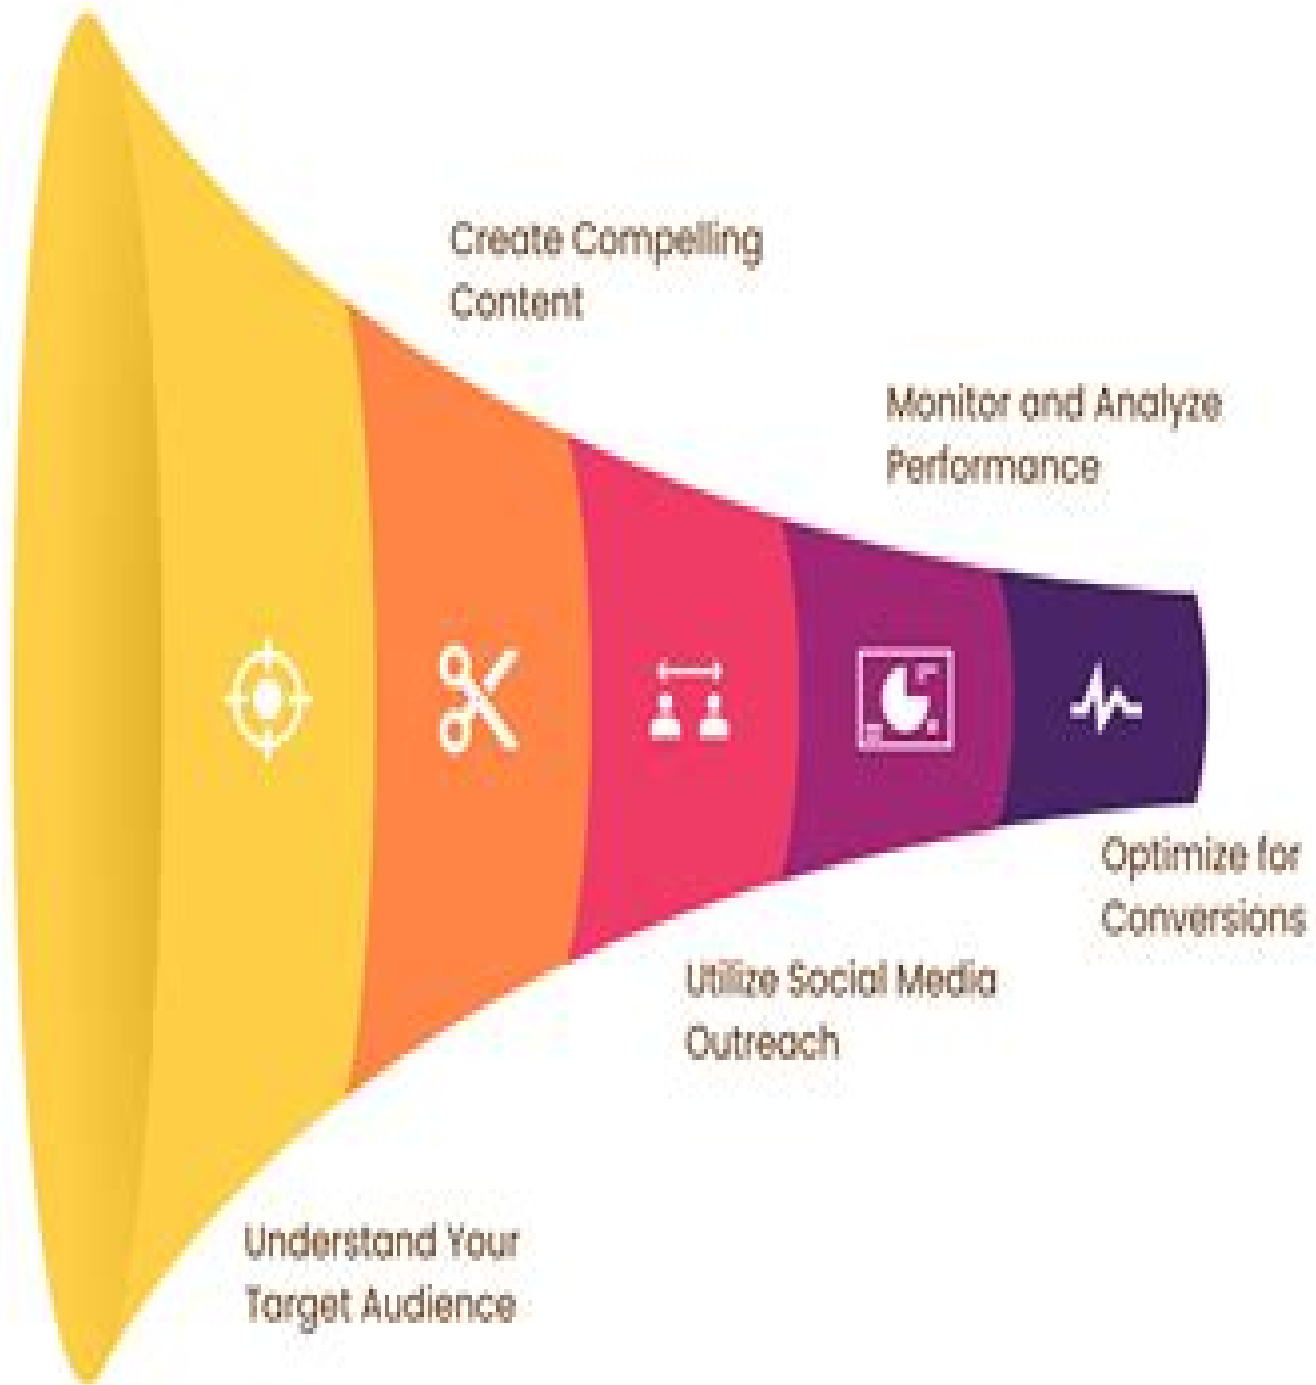 Create Compelling
Content
Monitor and Analyze
Performance
Optimize for
Conversions
Utilize Social Media
Outreach
Understand Your
Target Audience